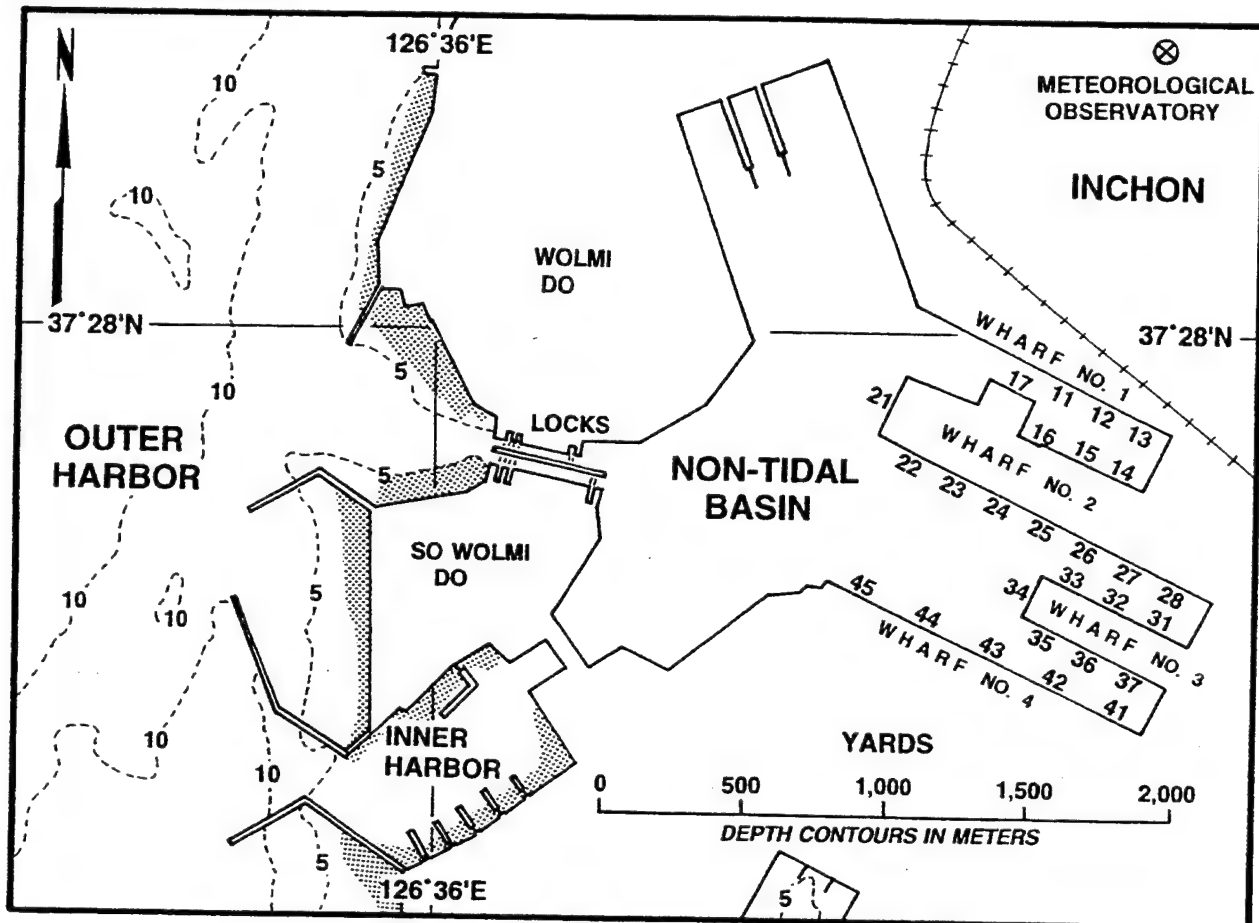 N
126°36'E
10
METEOROLOGICAL
OBSERVATORY
INCHON
5
10
WOLMI
DO
37°28'N
37°28'N
10
5
WHARF NO. 1
17 11 12 13
21
16 15 14
WHARF NO. 2
22 23 24 25 26 27 28
LOCKS
OUTER
HARBOR
NON-TIDAL
BASIN
5
SO WOLMI
DO
34
33 32 31
WHARF NO. 3
35 36 37
45 44 43 42 41
WHARF NO. 4
10
10
5
10
10
INNER
HARBOR
YARDS
0 500 1,000 2,000
DEPTH CONTOURS IN METERS
5
126°36'E
5